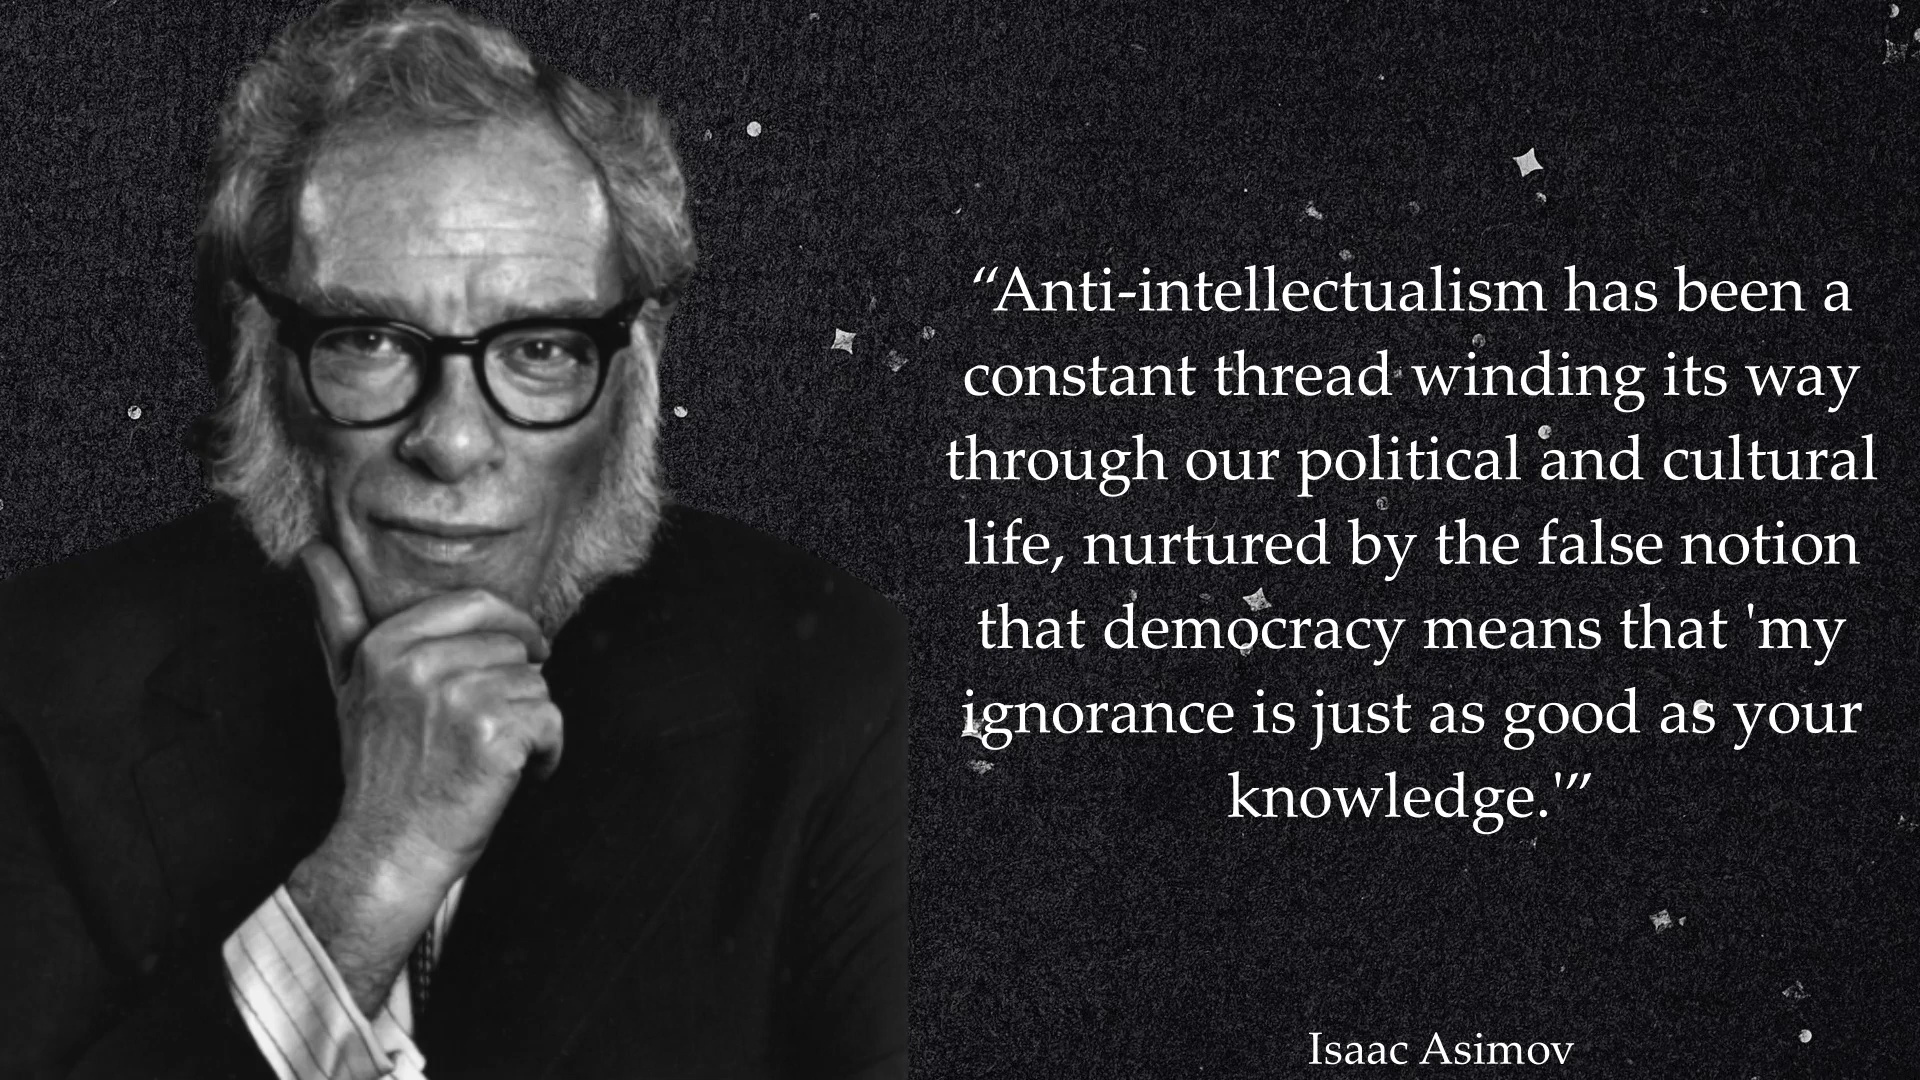 “Anti-intellectualism has been a
constant thread winding its way
through our political and cultural
life, nurtured by the false notion
that democracy means that 'my
ignorance is just as good as your
knowledge.'”
Isaac Asimov